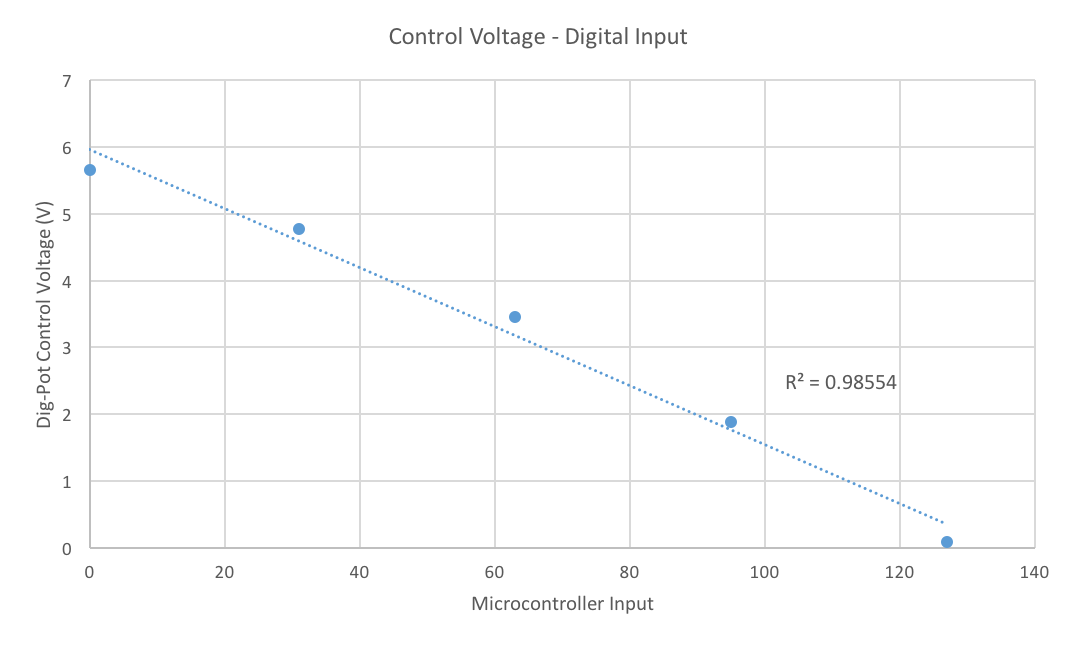 Control Voltage - Digital Input
7
6
5
4
3
2
1
0
Dig-Pot Control Voltage (V)
R² = 0.98554
0 20 40 60 80 100 120 140
Microcontroller Input